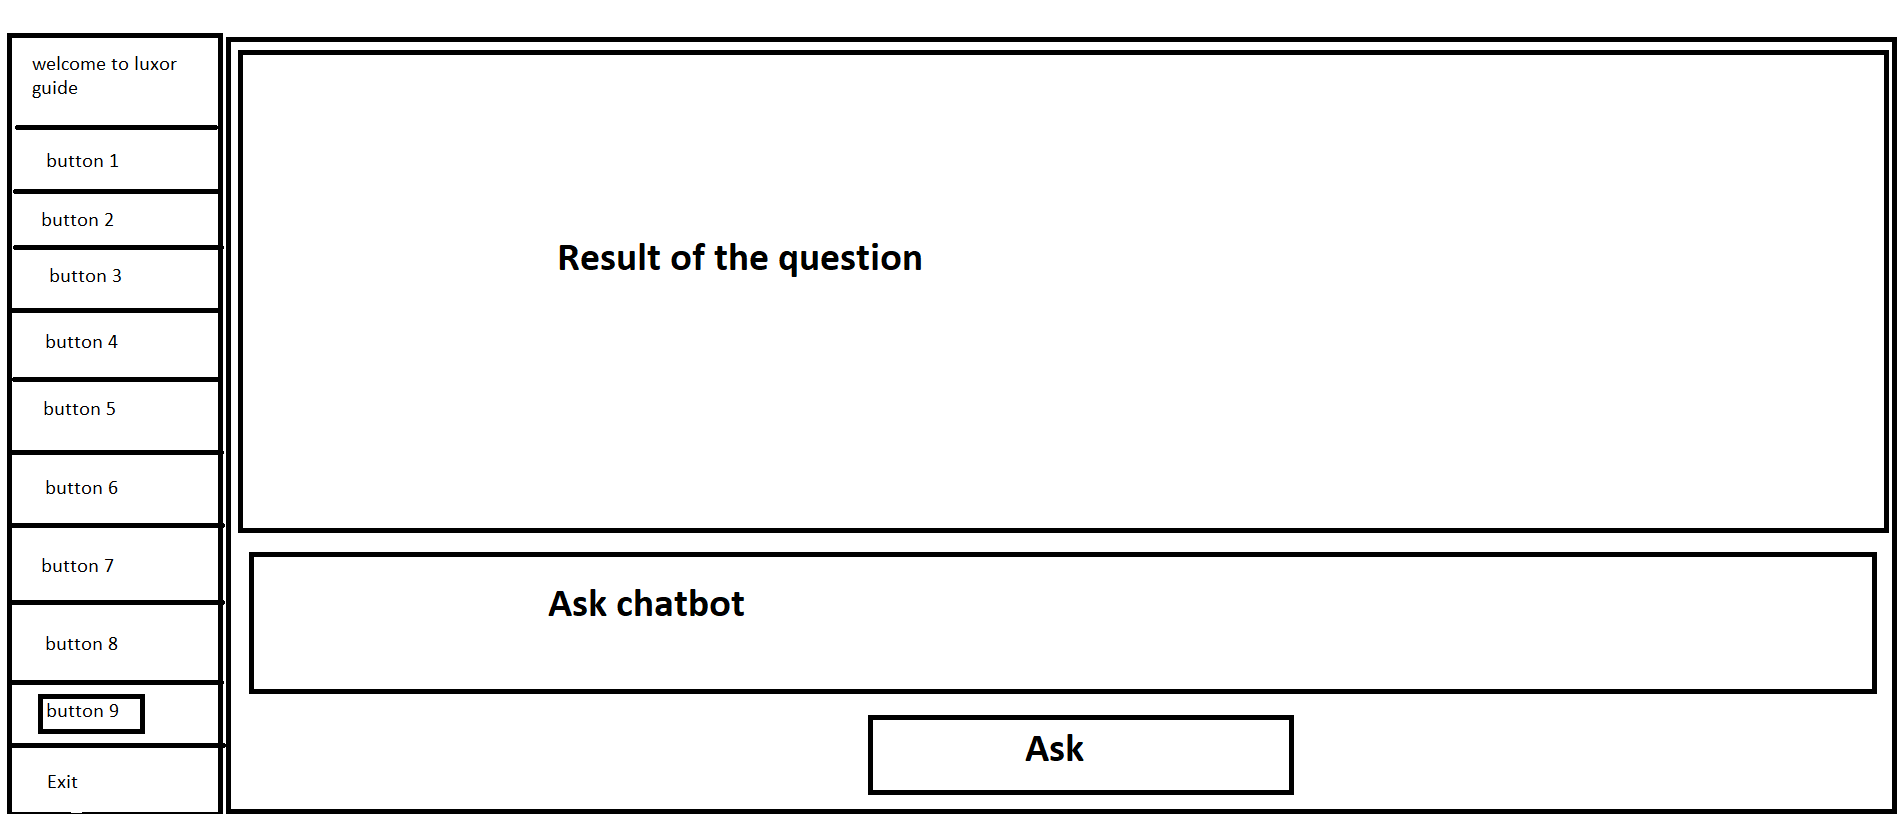 welcome to luxor
guide
button 1
button 2
button 3
button 4
button 5
button 6
button 7
button 8
button 9
Exit
Result of the question
Ask chatbot
Ask